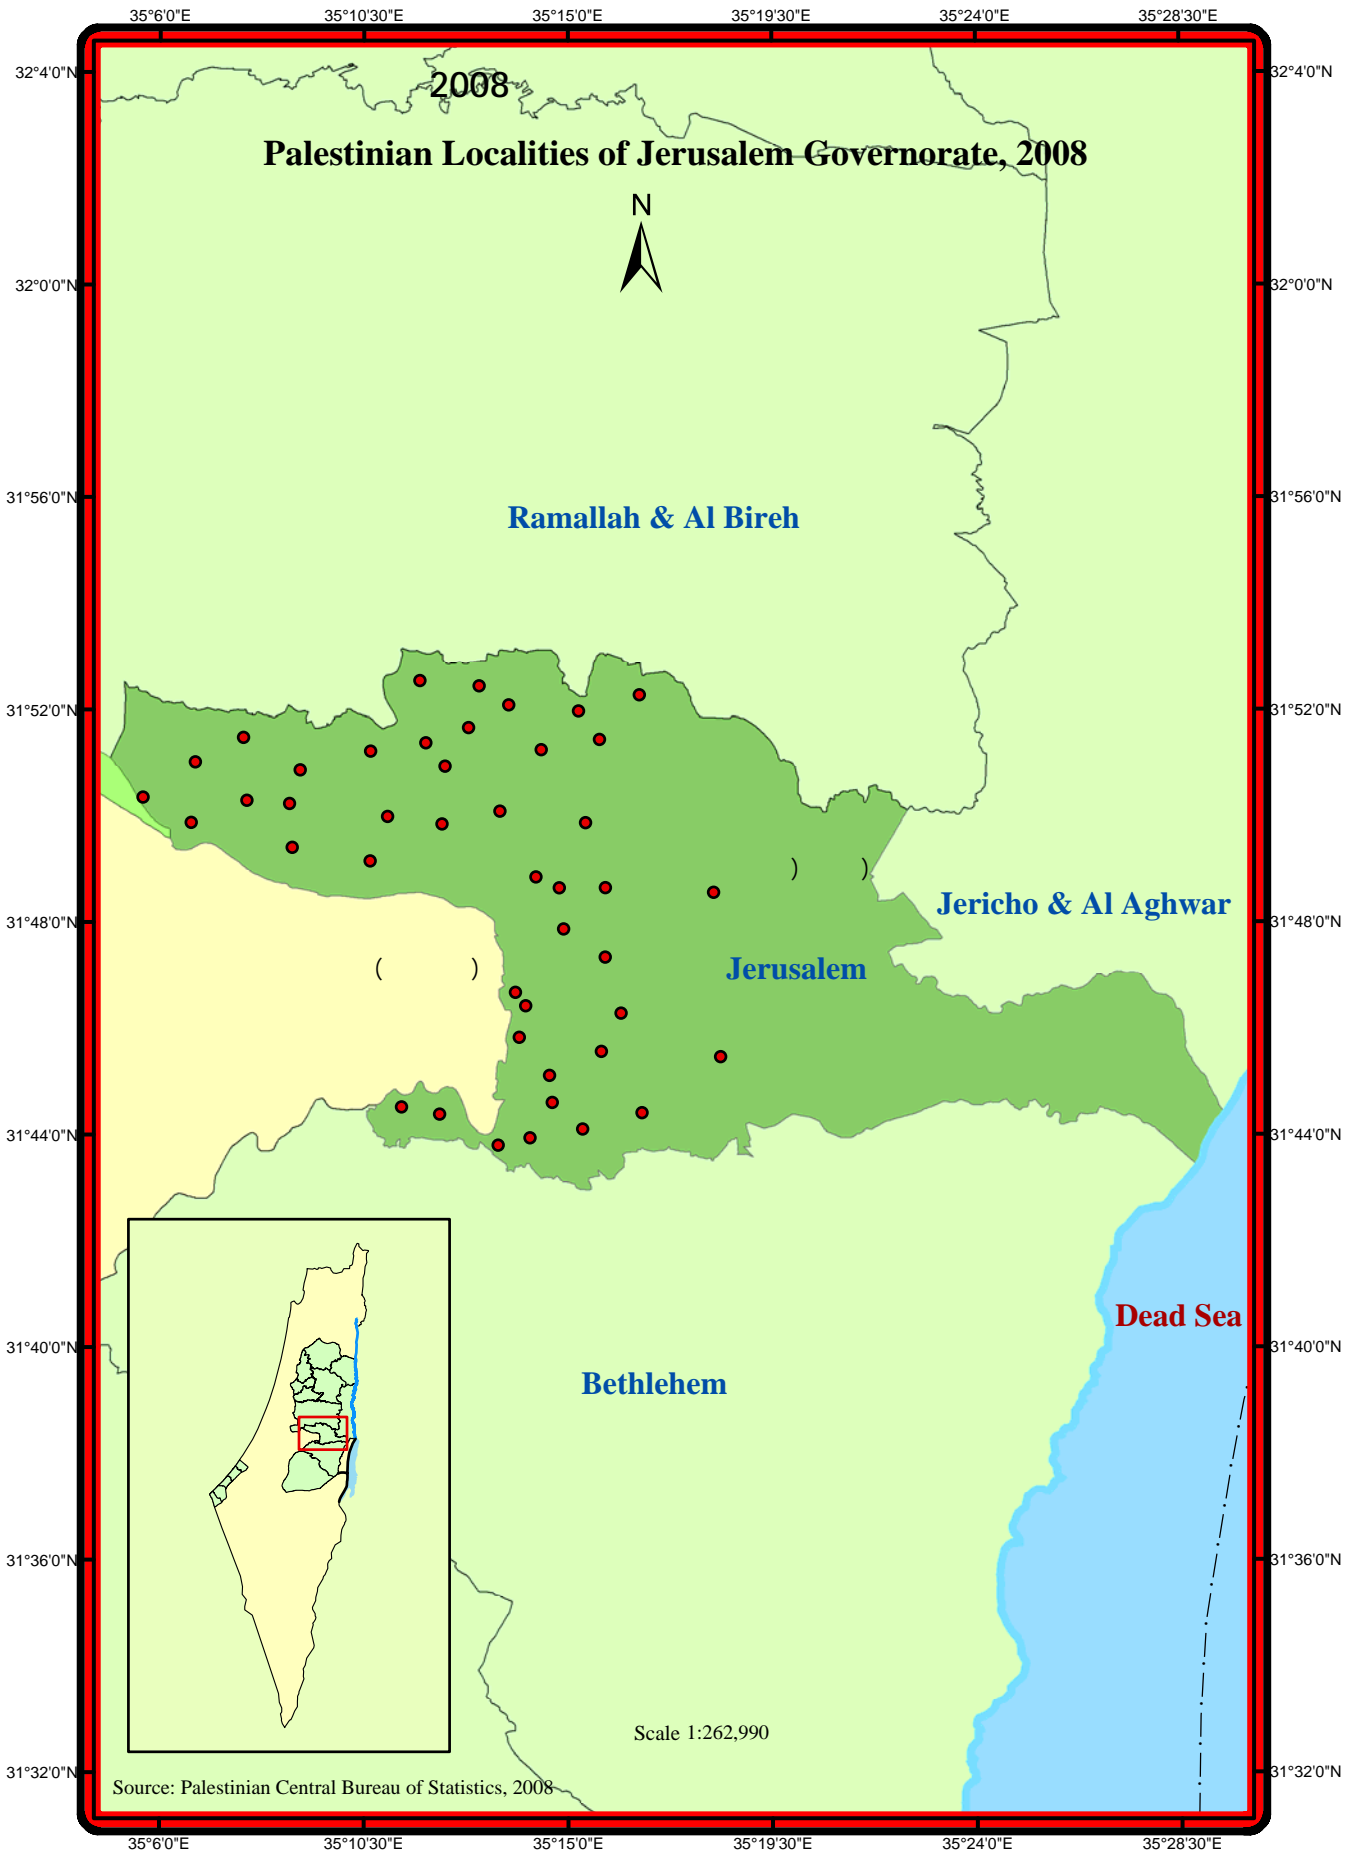 35°6'0"E 35°10'30"E 35°15'0"E 35°19'30"E 35°24'0"E 35°28'30"E
32°4'0"N 32°4'0"N
2008
Palestinian Localities of Jerusalem Governorate, 2008
N
32°0'0"N 32°0'0"N
31°56'0"N 31°56'0"N
Ramallah & Al Bireh
31°52'0"N 31°52'0"N
) )
Jericho & Al Aghwar
31°48'0"N 31°48'0"N
( )
Jerusalem
31°44'0"N 31°44'0"N
Dead Sea
31°40'0"N 31°40'0"N
Bethlehem
31°36'0"N 31°36'0"N
Scale 1:262,990
31°32'0"N 31°32'0"N
Source: Palestinian Central Bureau of Statistics, 2008
35°6'0"E 35°10'30"E 35°15'0"E 35°19'30"E 35°24'0"E 35°28'30"E